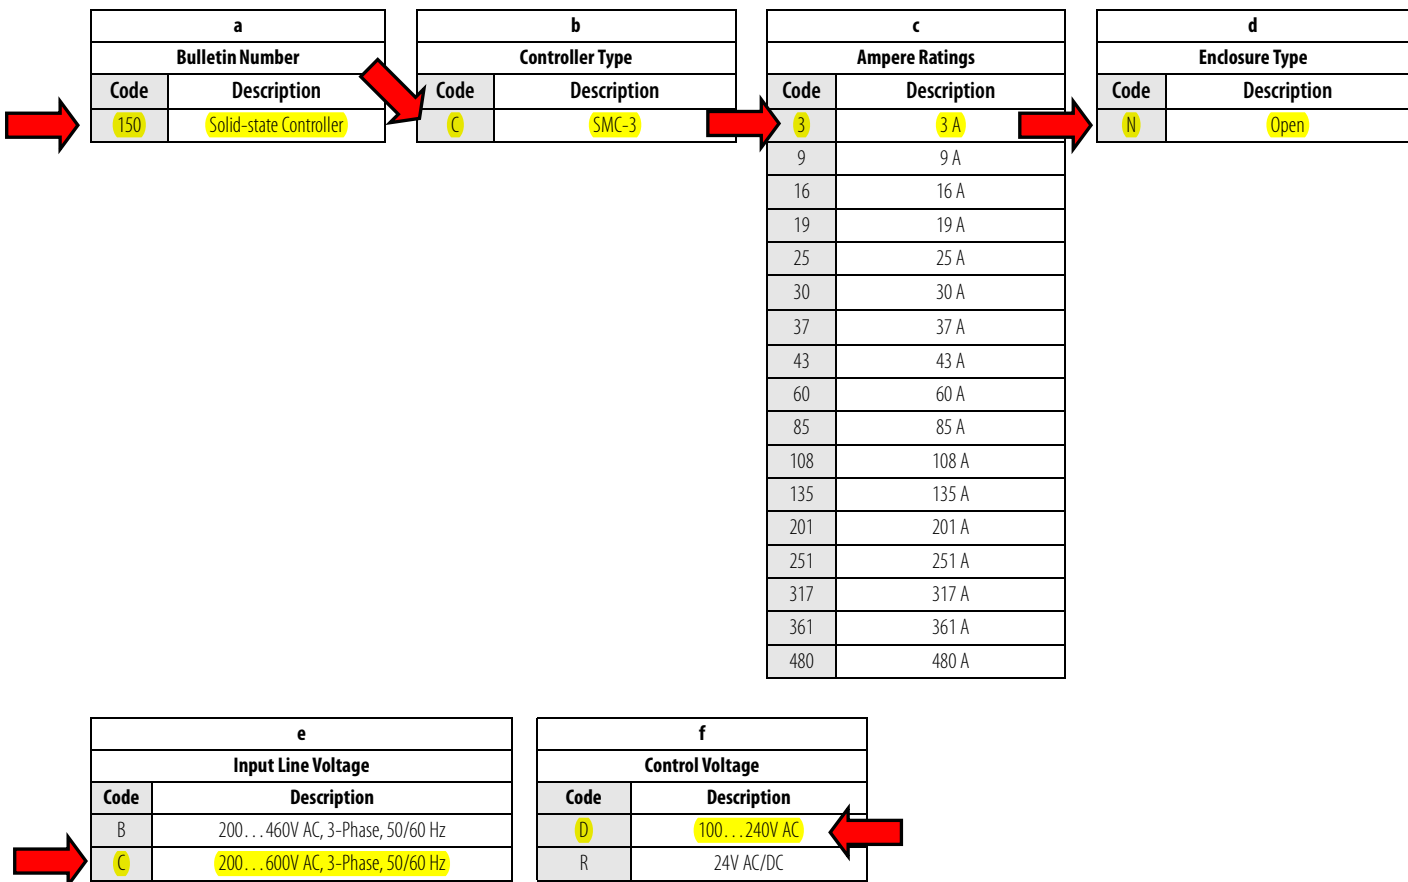 a
Bulletin Number
Code Description
150 Solid-state Controller
b
Controller Type
Code Description
C SMC-3
c
Ampere Ratings
Code Description
3 3 A
9 9 A
16 16 A
19 19 A
25 25 A
30 30 A
37 37 A
43 43 A
60 60 A
85 85 A
108 108 A
135 135 A
201 201 A
251 251 A
317 317 A
361 361 A
480 480 A
d
Enclosure Type
Code Description
N Open
e
Input Line Voltage
Code Description
B 200...460V AC, 3-Phase, 50/60 Hz
C 200...600V AC, 3-Phase, 50/60 Hz
f
Control Voltage
Code Description
D 100...240V AC
R 24V AC/DC